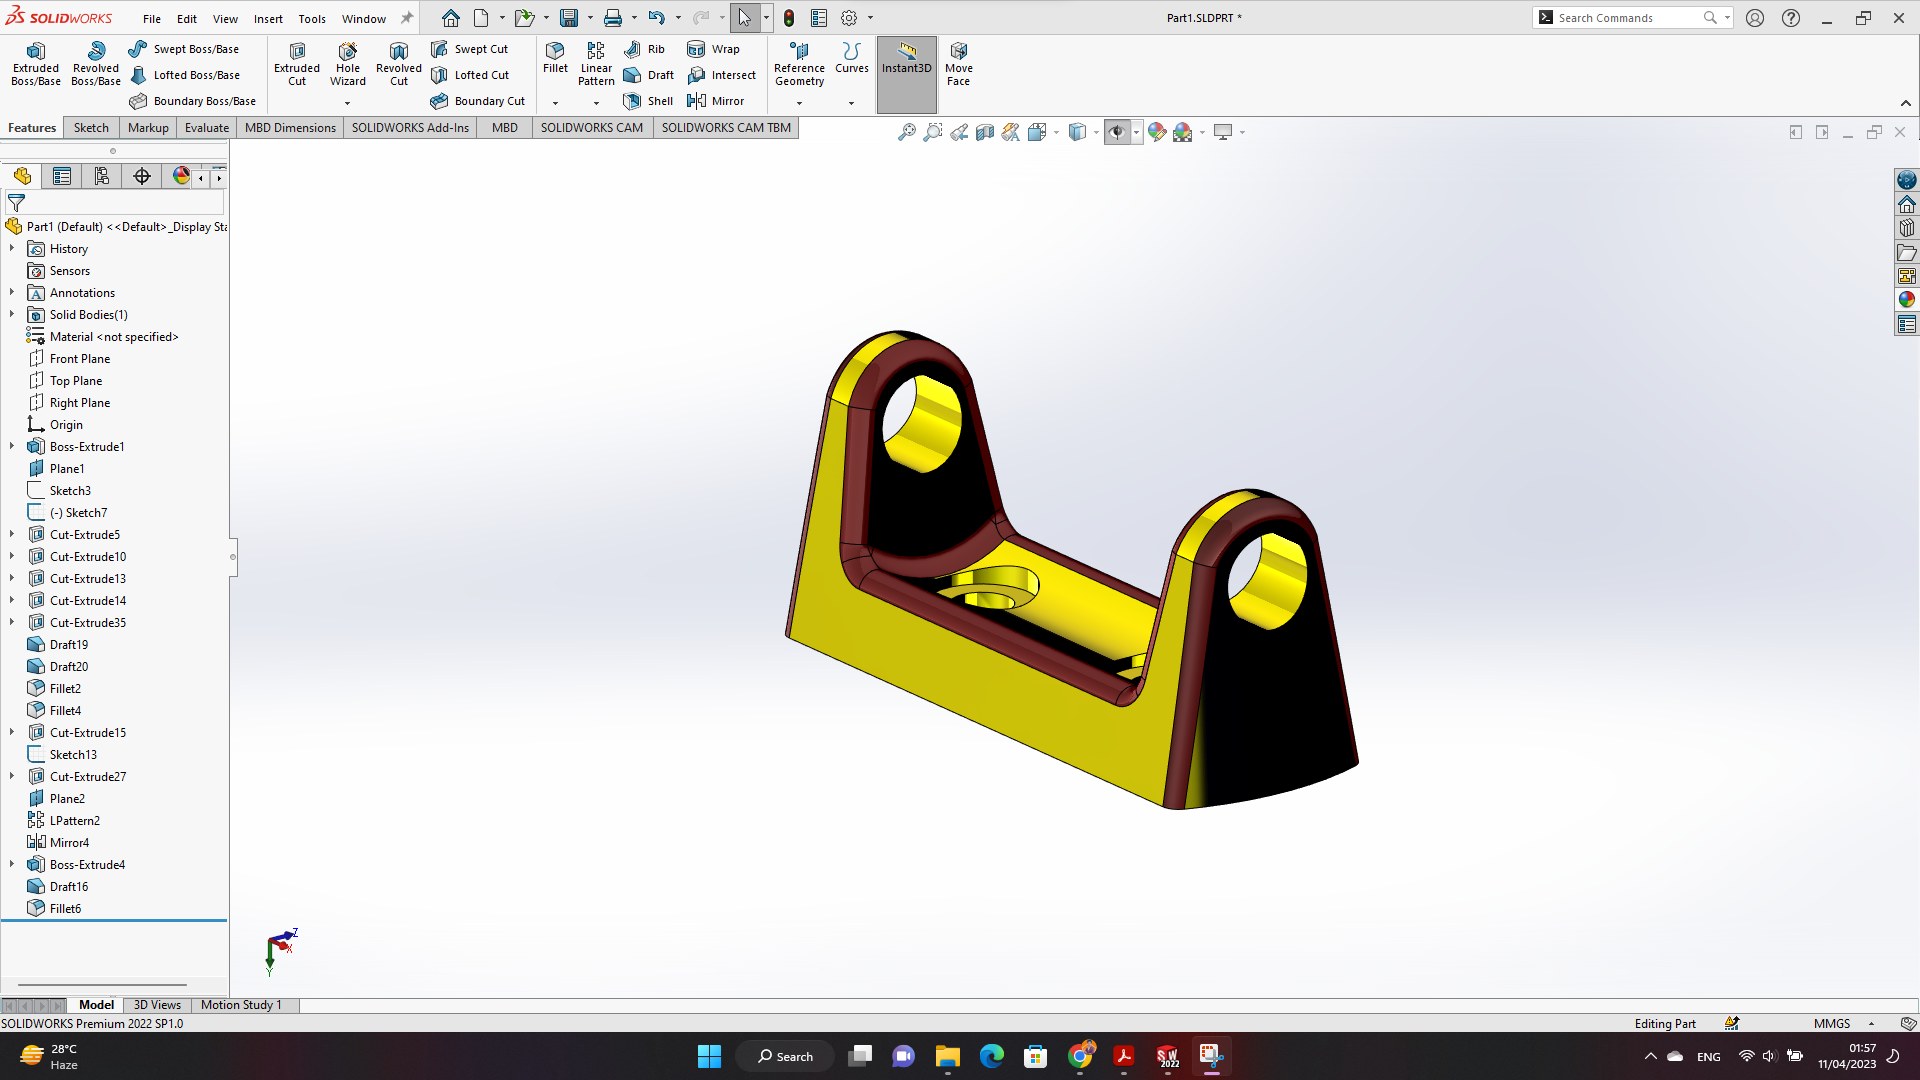 SOLIDWORKS File Edit View Insert Tools Window Part1.SLDPRT * Search Commands
Extruded Boss/Base
Revolved Boss/Base
Swept Boss/Base
Lofted Boss/Base
Boundary Boss/Base
Extruded Cut
Hole Wizard
Revolved Cut
Swept Cut
Lofted Cut
Boundary Cut
Fillet
Linear Pattern
Rib
Draft
Shell
Wrap
Intersect
Mirror
Reference Geometry
Curves
Instant3D
Move Face
Features Sketch Markup Evaluate MBD Dimensions SOLIDWORKS Add-Ins MBD SOLIDWORKS CAM SOLIDWORKS CAM TBM
Part1 (Default) <<Default>_Display Sta
History
Sensors
Annotations
Solid Bodies(1)
Material <not specified>
Front Plane
Top Plane
Right Plane
Origin
Boss-Extrude1
Plane1
Sketch3
(-) Sketch7
Cut-Extrude5
Cut-Extrude10
Cut-Extrude13
Cut-Extrude14
Cut-Extrude35
Draft19
Draft20
Fillet2
Fillet4
Cut-Extrude15
Sketch13
Cut-Extrude27
Plane2
LPattern2
Mirror4
Boss-Extrude4
Draft16
Fillet6
Z
X
Y
Model 3D Views Motion Study 1
SOLIDWORKS Premium 2022 SP1.0 Editing Part MMGS
28°C
Haze
Search
SW 2022
ENG
01:57
11/04/2023